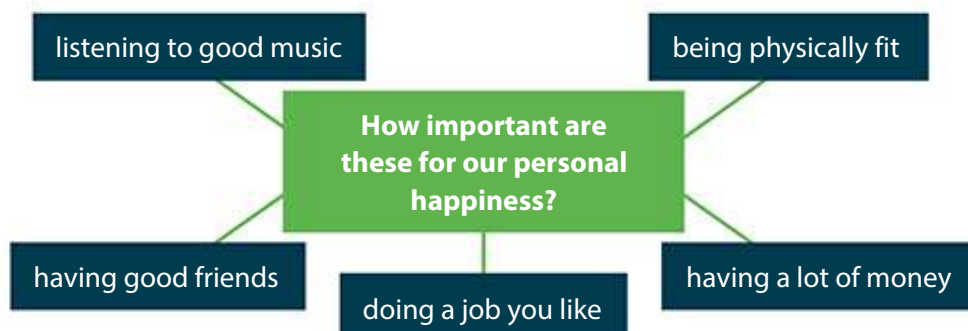 listening to good music
being physically fit
How important are
these for our personal
happiness?
having good friends
doing a job you like
having a lot of money